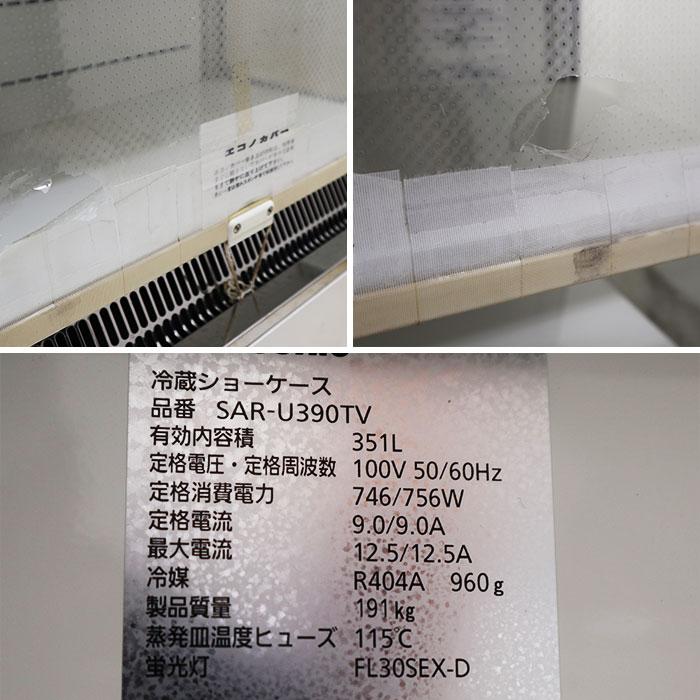 エコノカバー
冷蔵ショーケース
品番 SAR-U390TV
有効内容積 351L
定格電圧・定格周波数 100V 50/60Hz
定格消費電力 746/756W
定格電流 9.0/9.0A
最大電流 12.5/12.5A
冷媒 R404A 960g
製品質量 191kg
蒸発皿温度ヒューズ 115℃
蛍光灯 FL30SEX-D